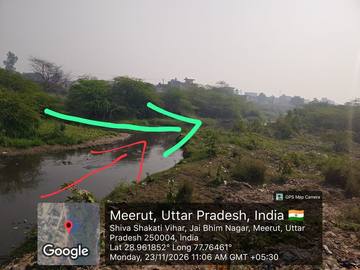 GPS Map Camera
Meerut, Uttar Pradesh, India
Shiva Shakati Vihar, Jai Bhim Nagar, Meerut, Uttar
Pradesh 250004, India
Lat 28.961852° Long 77.76461°
Monday, 23/11/2026 11:06 AM GMT +05:30
Google